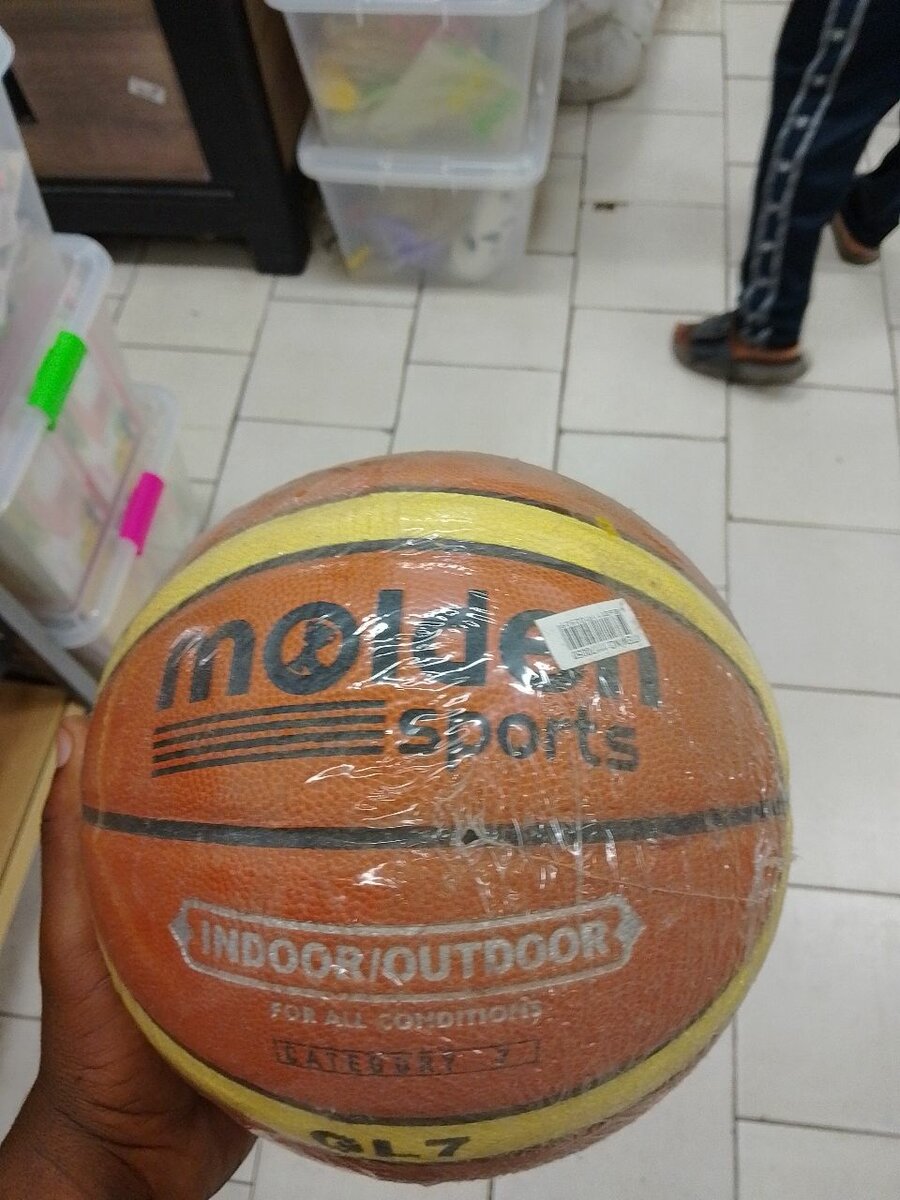 molden
sports
INDOOR/OUTDOOR
FOR ALL CONDITIONS
CATEGORY 7
GL7